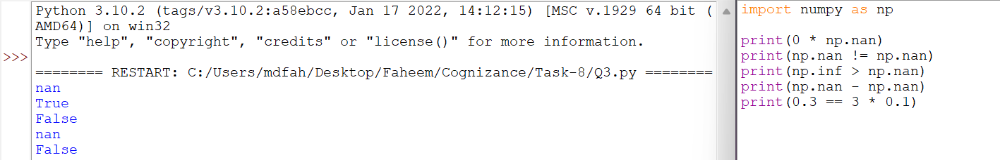 Python 3.10.2 (tags/v3.10.2:a58ebcc, Jan 17 2022, 14:12:15) [MSC v.1929 64 bit (
AMD64)] on win32
Type "help", "copyright", "credits" or "license()" for more information.
>>>
======== RESTART: C:/Users/mdfah/Desktop/Faheem/Cognizance/Task-8/Q3.py ========
nan
True
False
nan
False
import numpy as np
print(0 * np.nan)
print(np.nan != np.nan)
print(np.inf > np.nan)
print(np.nan - np.nan)
print(0.3 == 3 * 0.1)